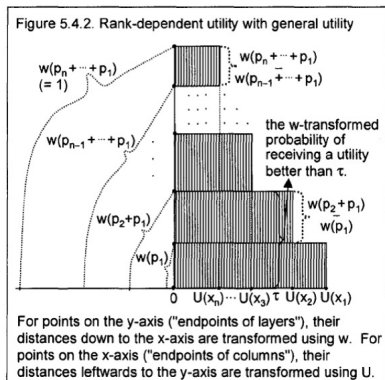 Figure 5.4.2. Rank-dependent utility with general utility
w(pn + ··· + p1)
(= 1)
w(pn + ··· + p1)
−
w(pn−1 + ··· + p1)
w(pn−1 + ··· + p1)
the w-transformed
probability of
receiving a utility
better than τ.
w(p2+p1)
w(p2+p1)
−
w(p1)
w(p1)
0 U(xn)··· U(x3) τ U(x2) U(x1)
For points on the y-axis ("endpoints of layers"), their
distances down to the x-axis are transformed using w. For
points on the x-axis ("endpoints of columns"), their
distances leftwards to the y-axis are transformed using U.